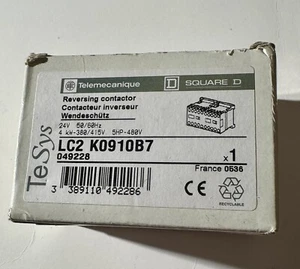 Telemecanique
D SQUARE D
Reversing contactor
Contacteur inverseur
Wendeschütz
24V 50/60Hz
4 kW-380/415V 5HP-480V
LC2 K0910B7
049228
x1
France 0536
3 389110 492286
CE
RECYCLABLE
TeSys